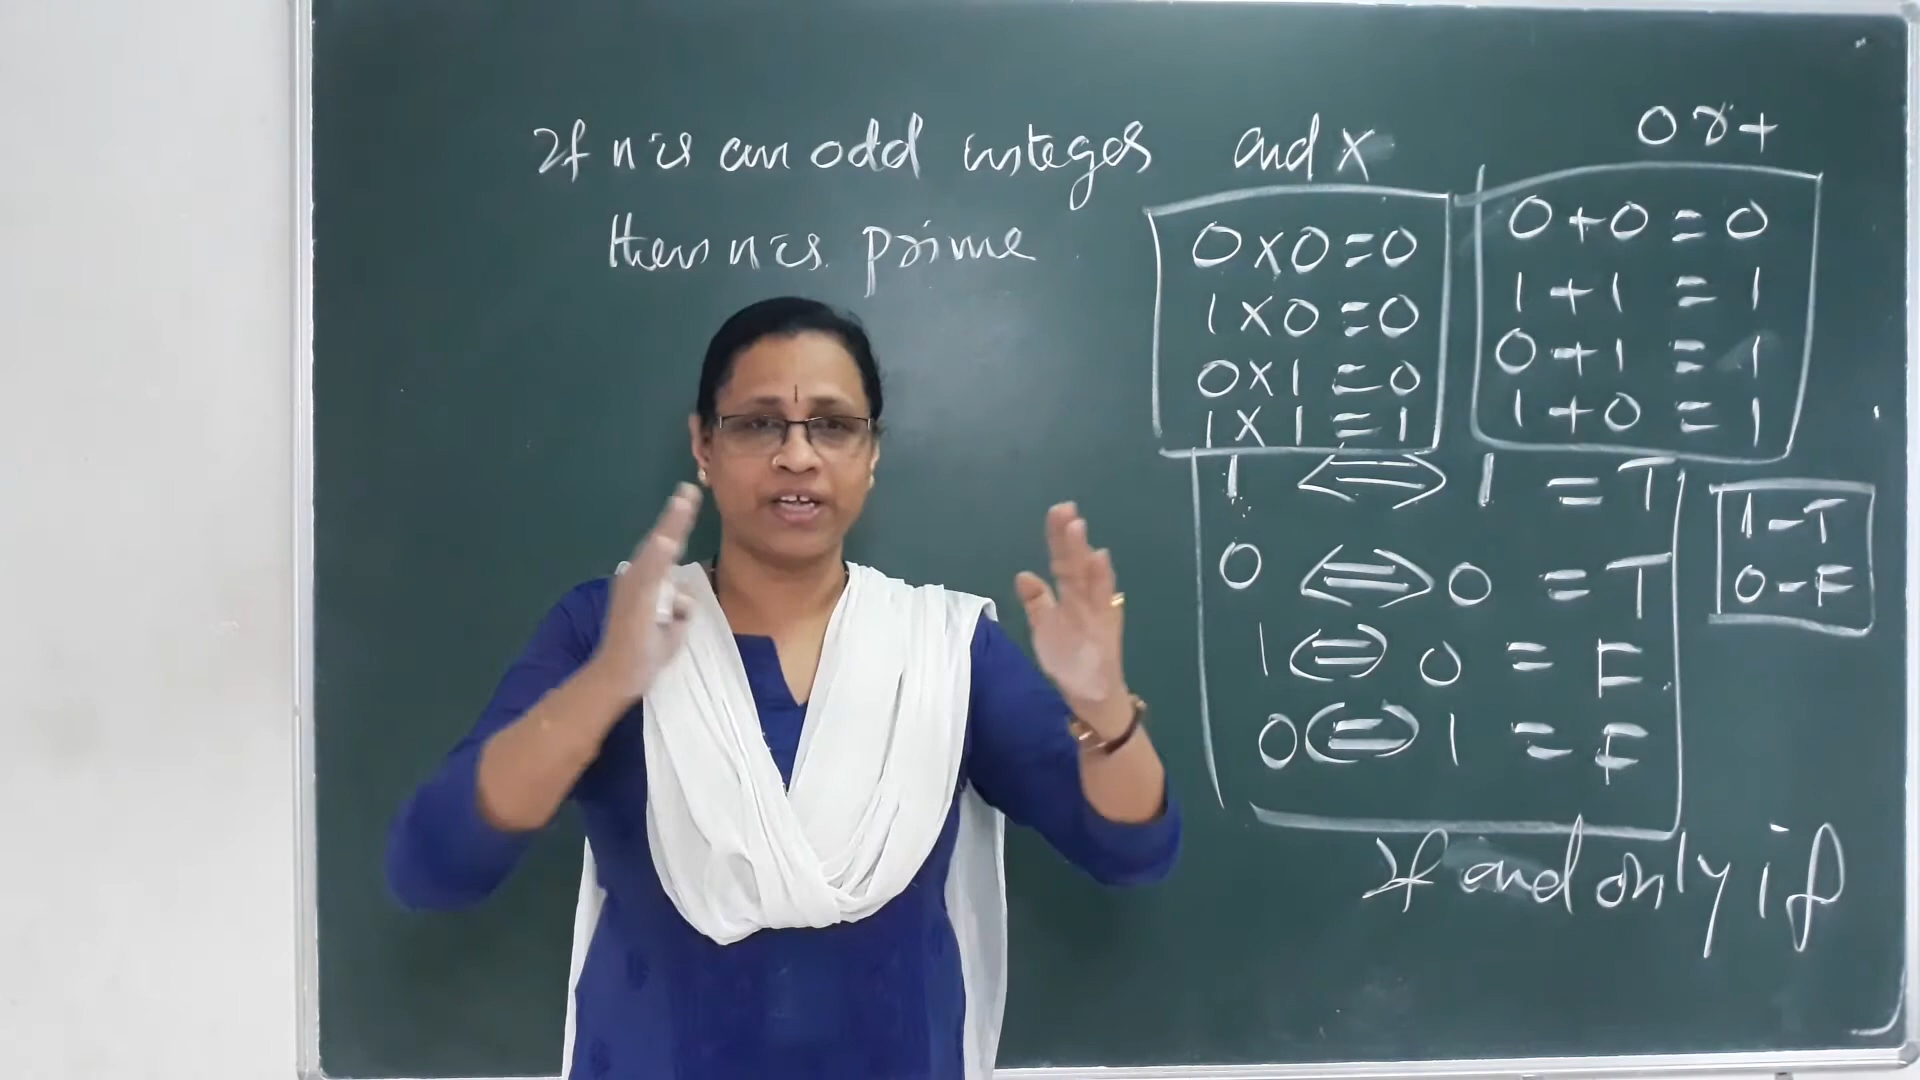 If n is an odd integer
then n is prime
and x
0 x 0 = 0
1 x 0 = 0
0 x 1 = 0
1 x 1 = 1
or +
0 + 0 = 0
1 + 1 = 1
0 + 1 = 1
1 + 0 = 1
1 ⇔ 1 = T
0 ⇔ 0 = T
1 ⇔ 0 = F
0 ⇔ 1 = F
1 - T
0 - F
If and only if